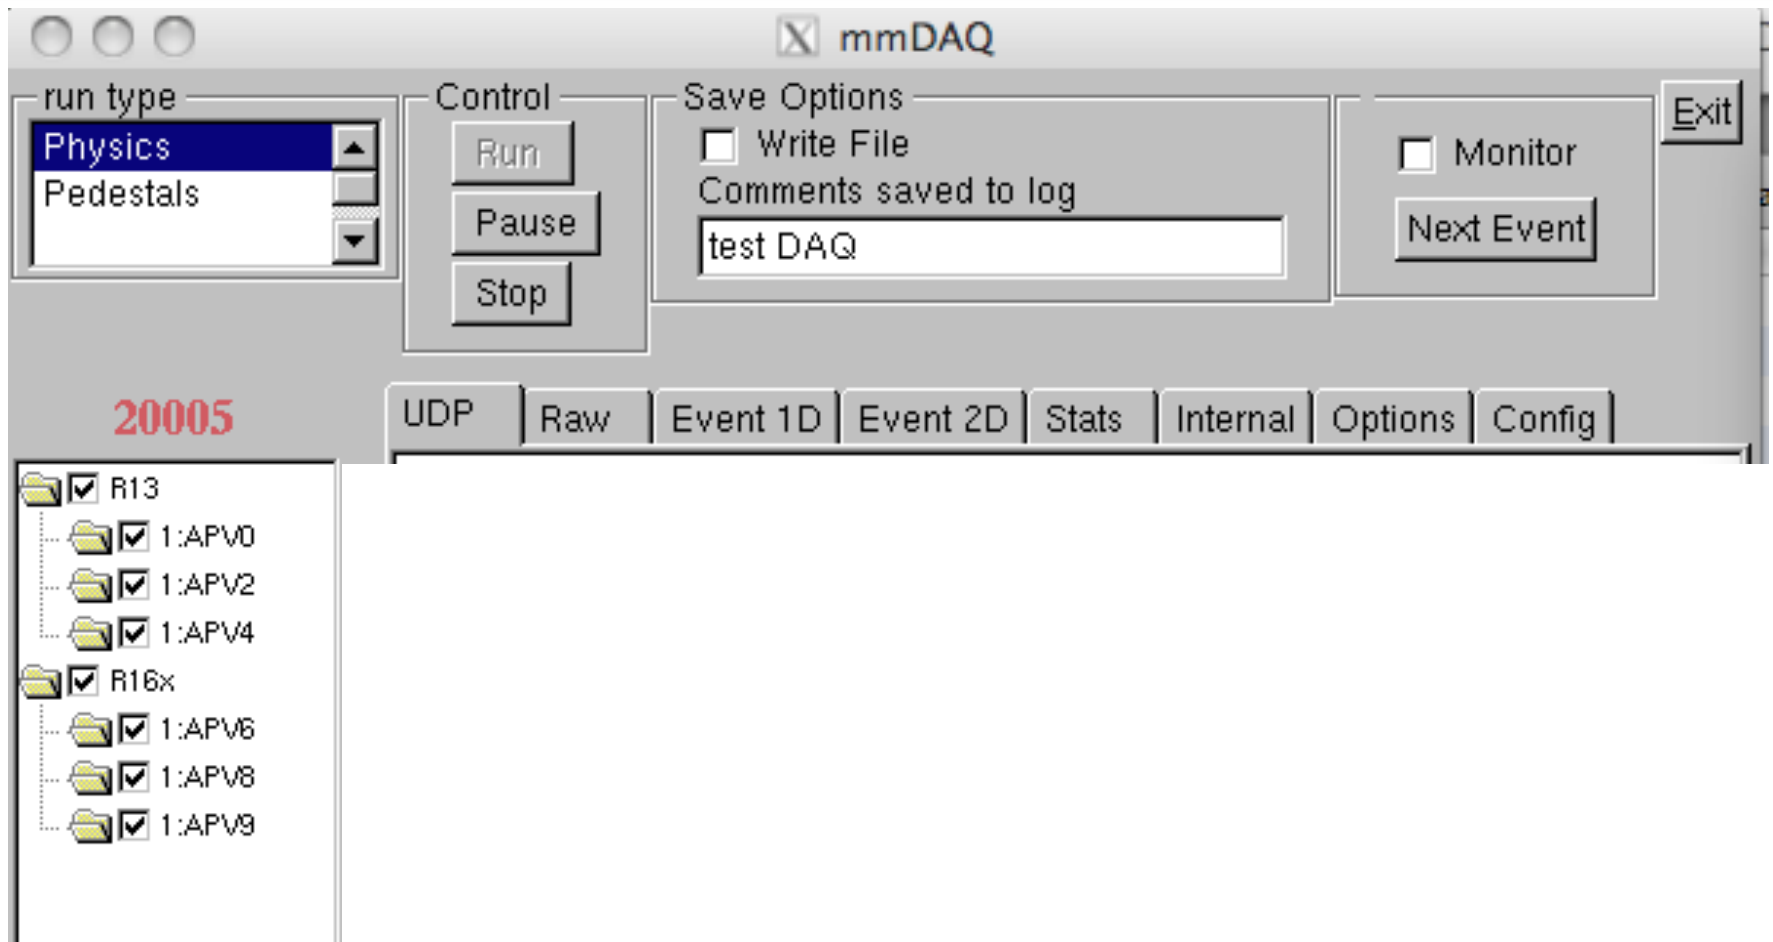 mmDAQ
run type
Physics
Pedestals
Control
Run
Pause
Stop
Save Options
Write File
Comments saved to log
test DAQ
Monitor
Next Event
Exit
20005
UDP Raw Event 1D Event 2D Stats Internal Options Config
R13
1:APV0
1:APV2
1:APV4
R16x
1:APV6
1:APV8
1:APV9